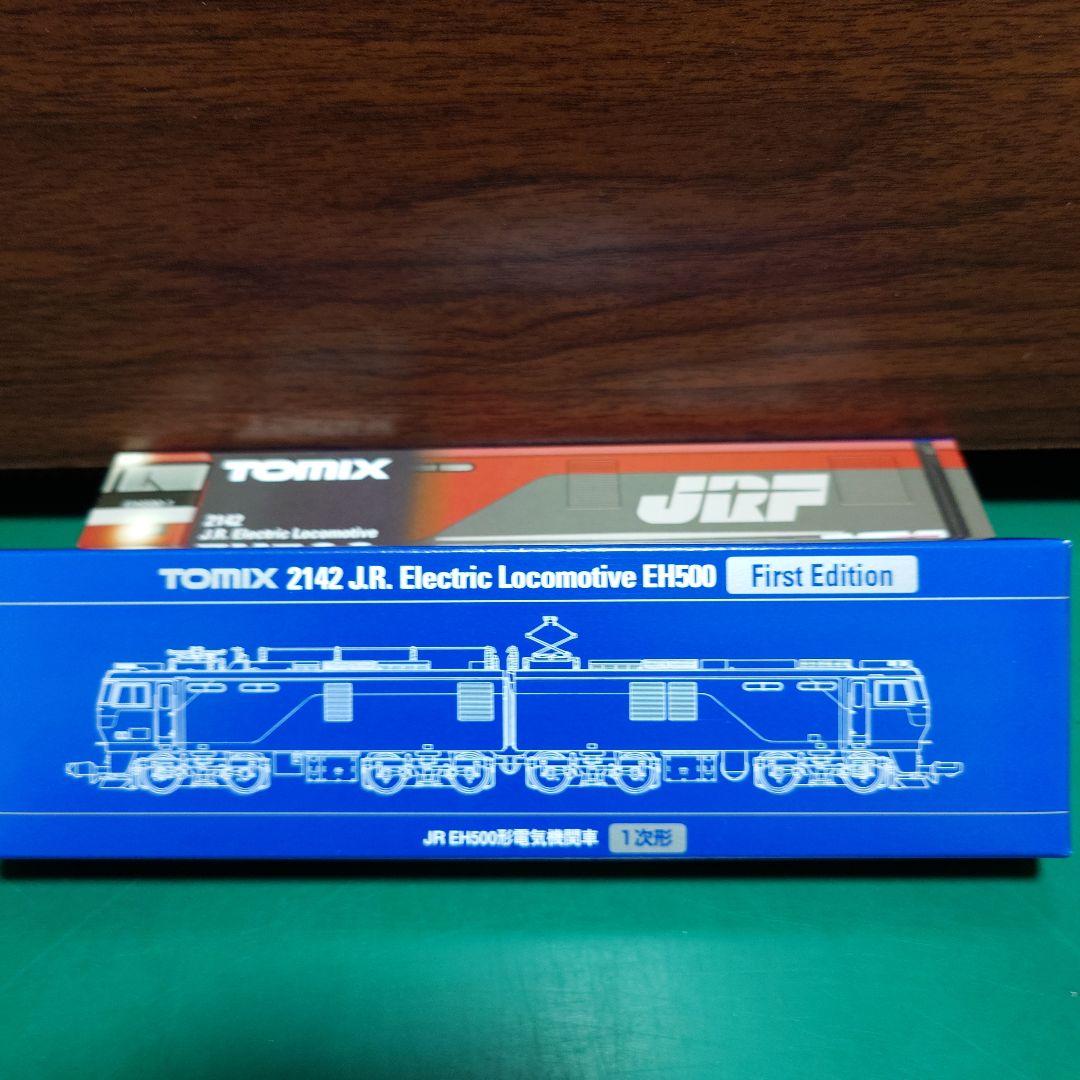 TOMIX
JRF
2142
J.R. Electric Locomotive
TOMIX 2142 J.R. Electric Locomotive EH500 First Edition
JR EH500形電気機関車 1次形